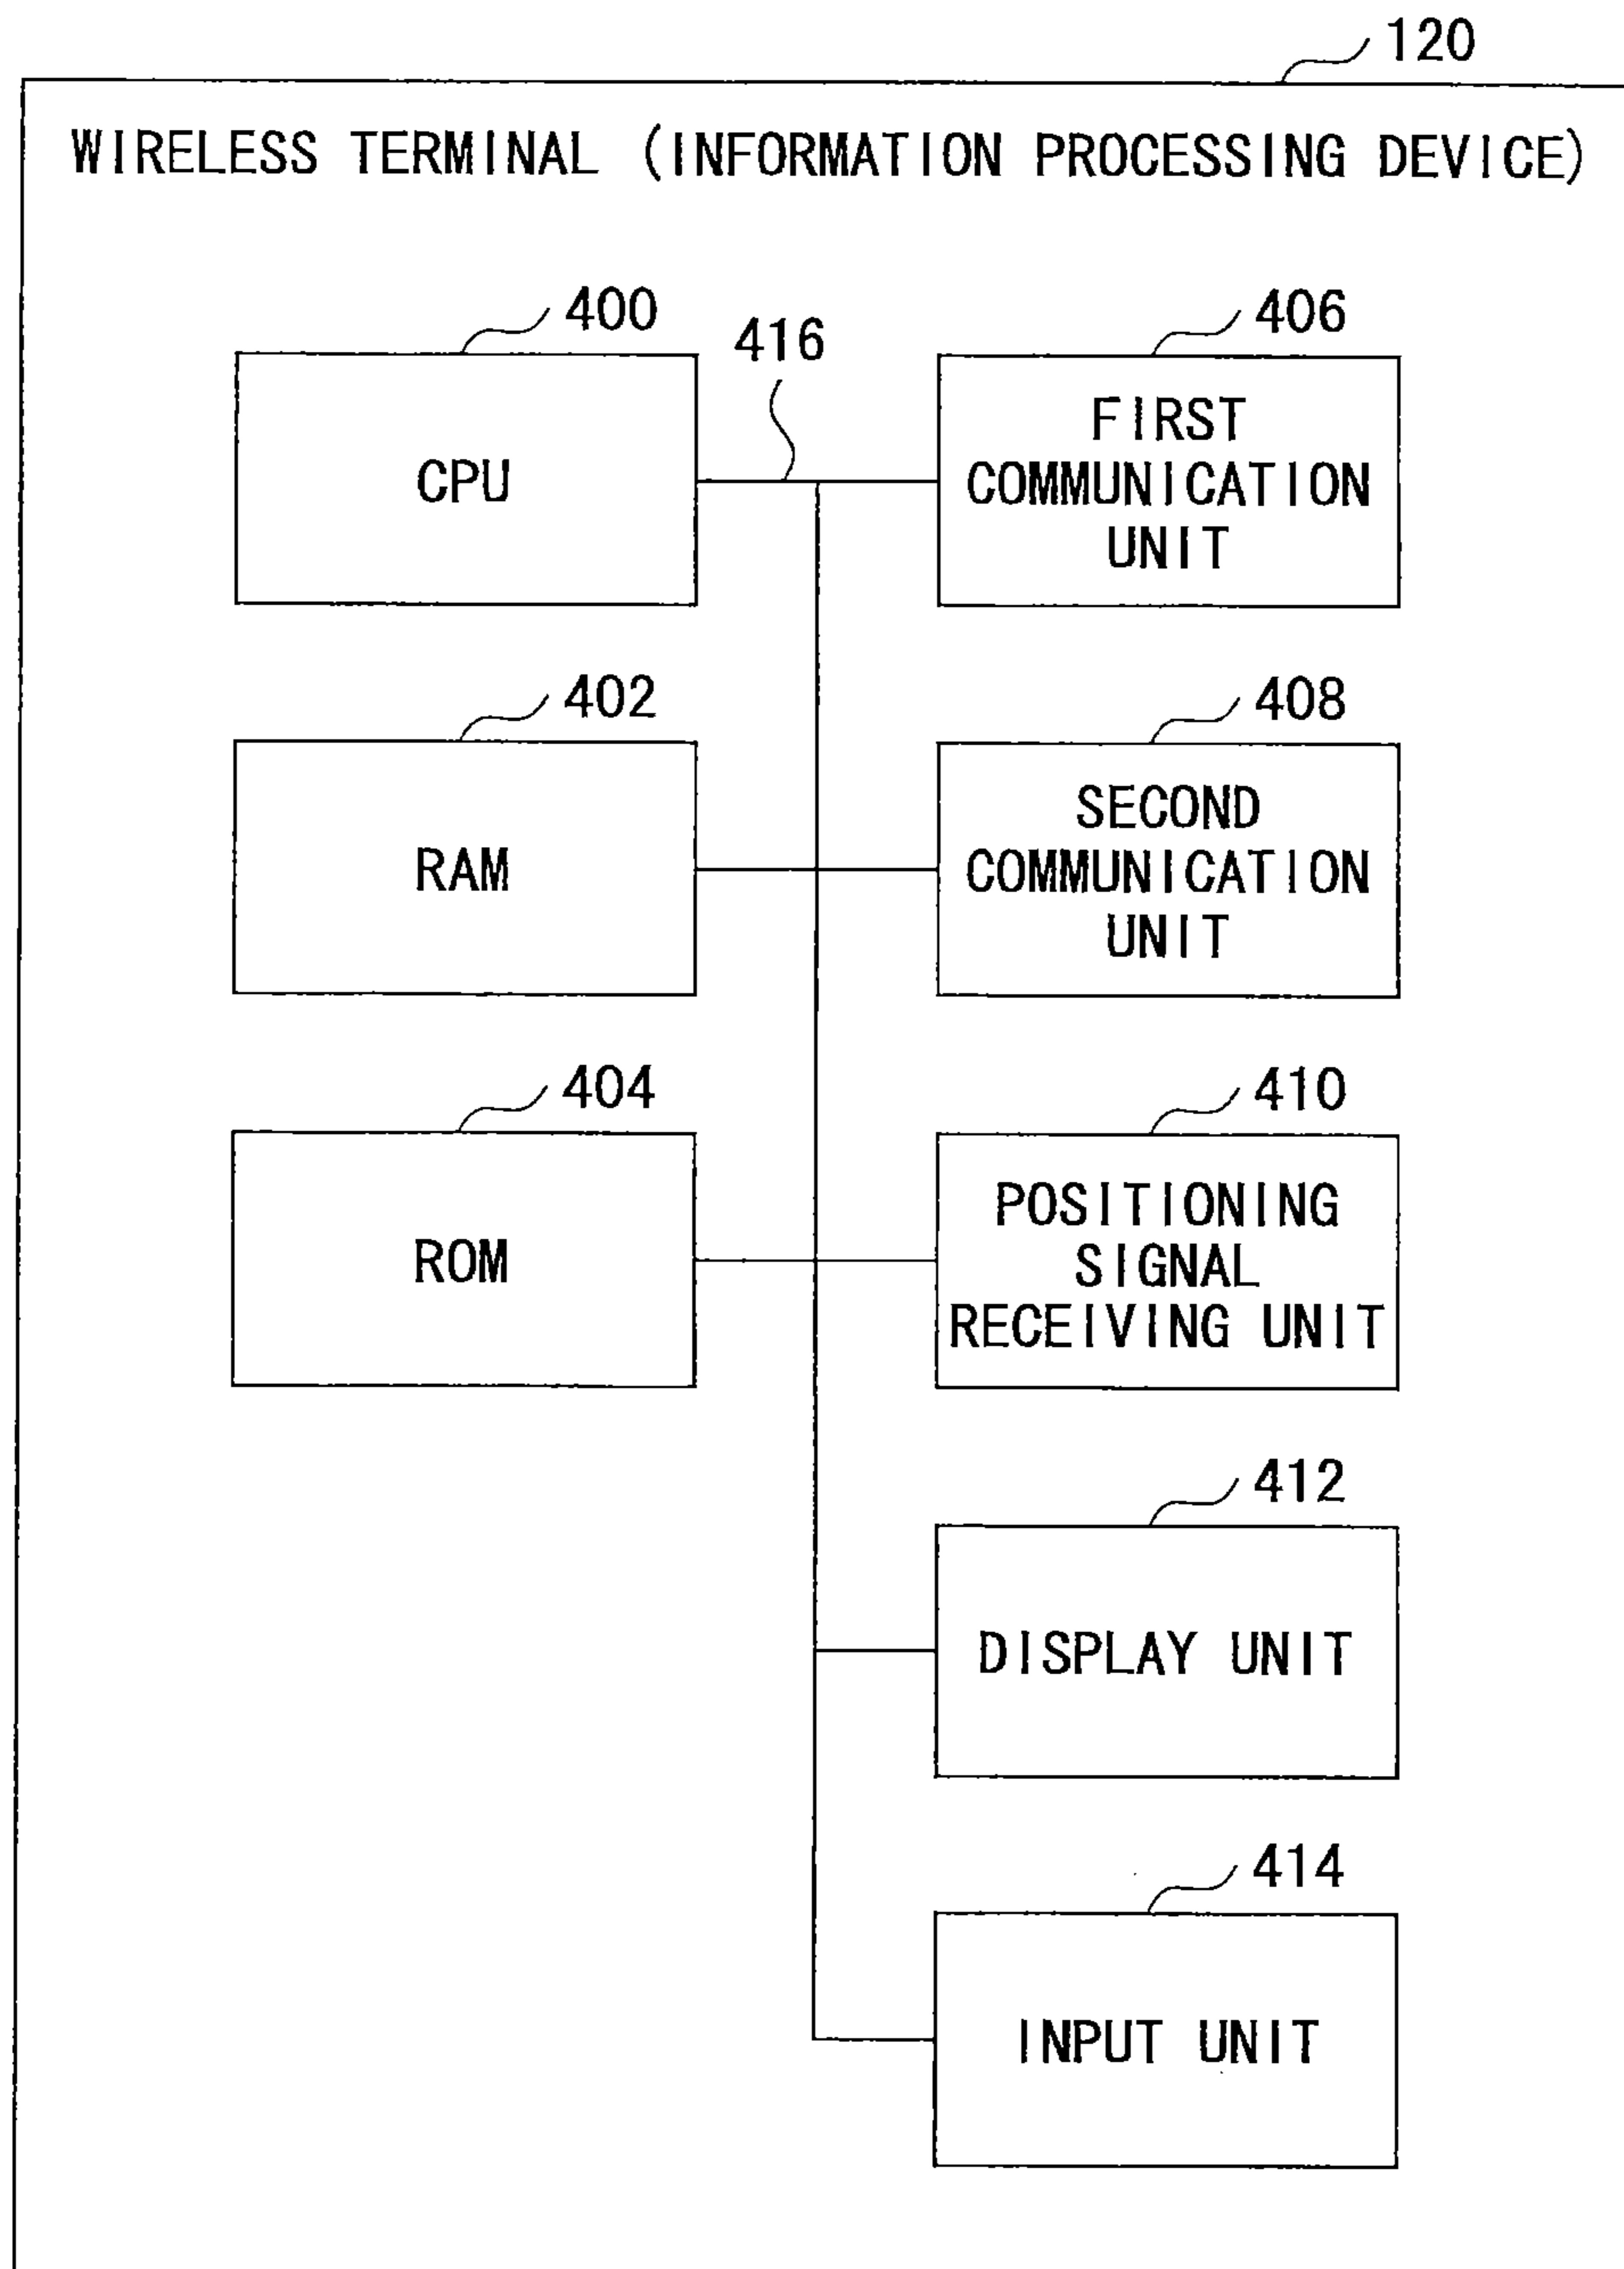 120
WIRELESS TERMINAL (INFORMATION PROCESSING DEVICE)
400
CPU
416
406
FIRST
COMMUNICATION
UNIT
402
RAM
408
SECOND
COMMUNICATION
UNIT
404
ROM
410
POSITIONING
SIGNAL
RECEIVING UNIT
412
DISPLAY UNIT
414
INPUT UNIT